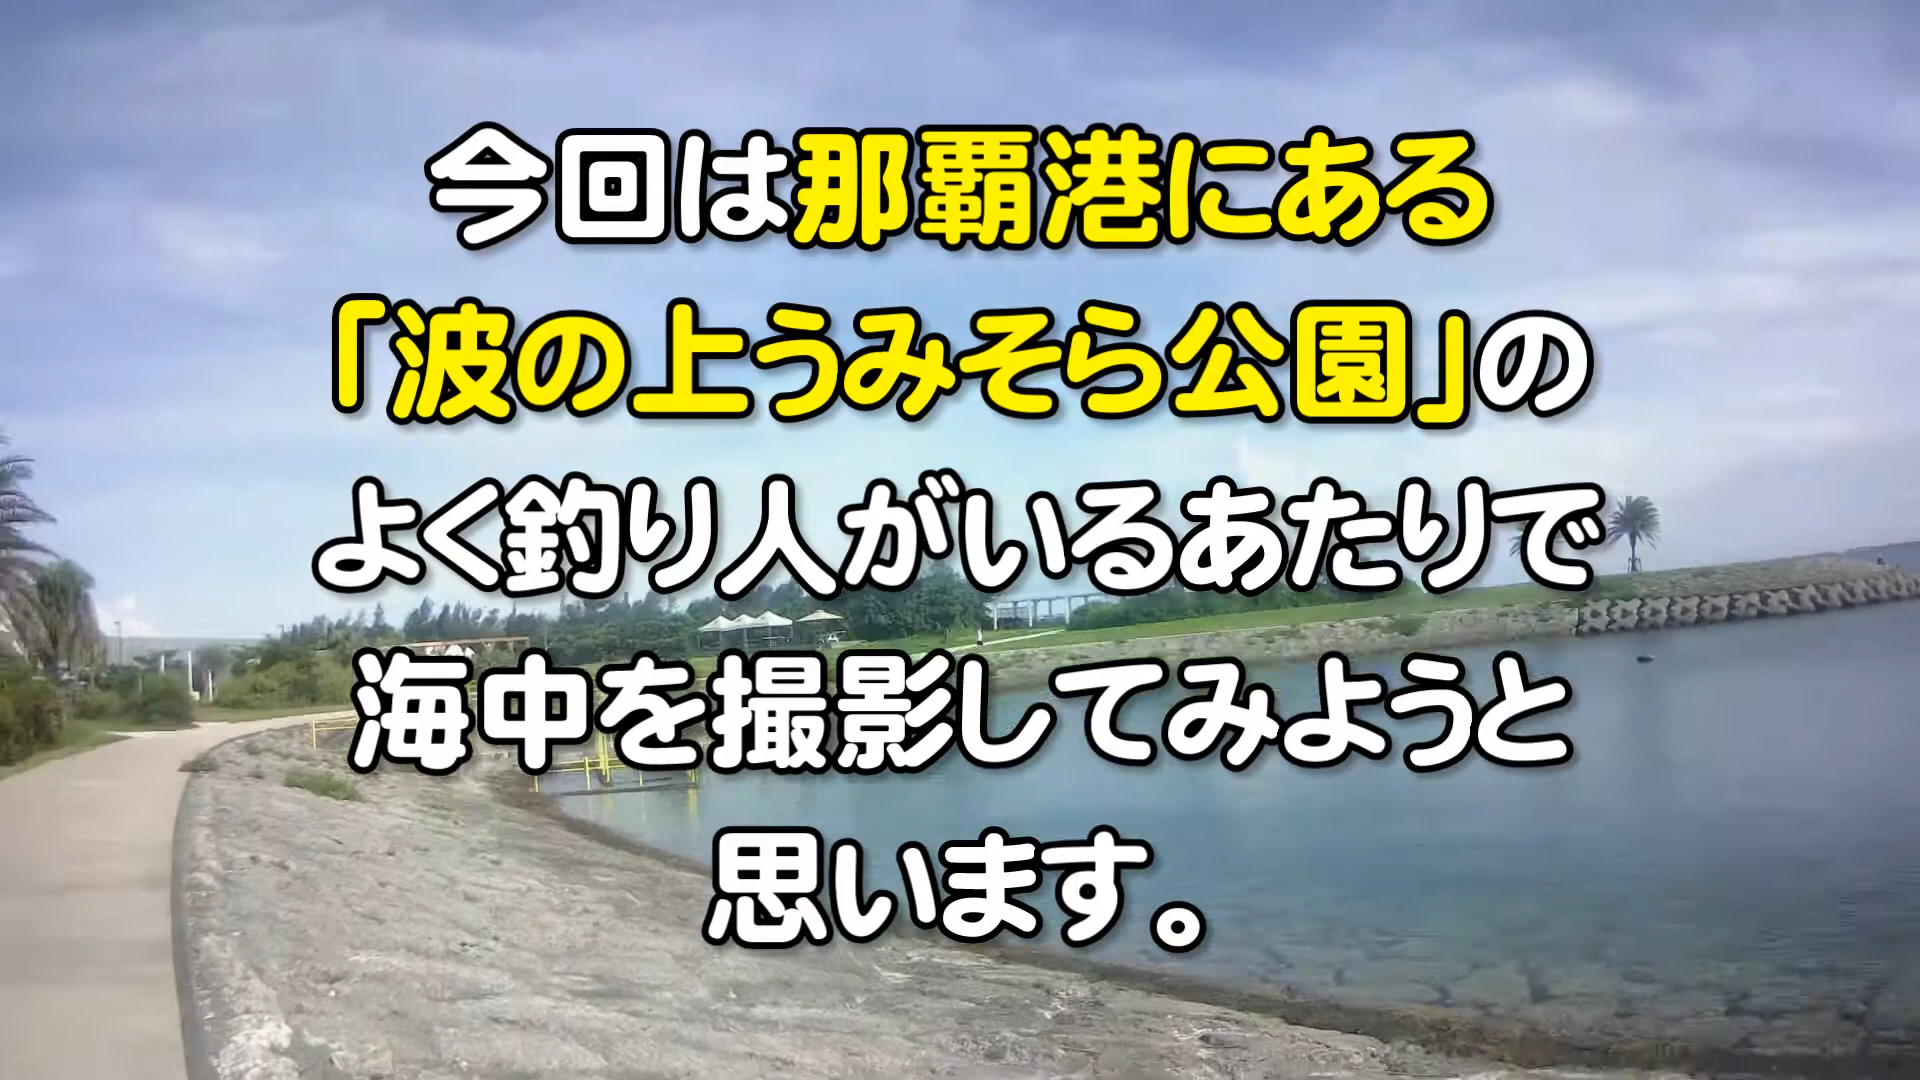 今回は那覇港にある
「波の上うみそら公園」の
よく釣り人がいるあたりで
海中を撮影してみようと
思います。